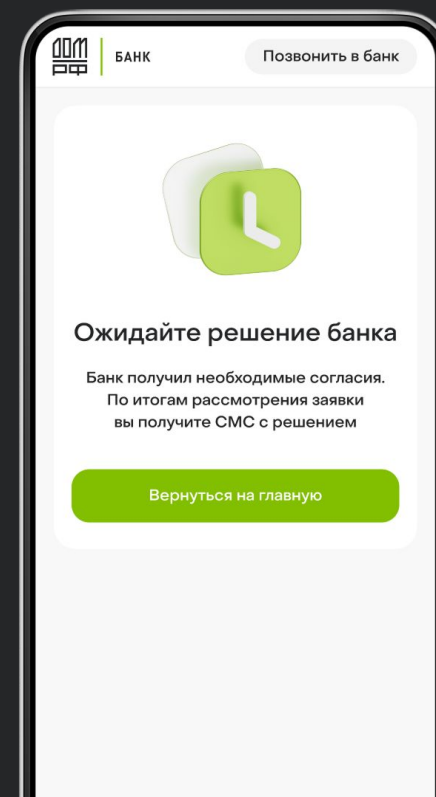 ДОМ
РФ
БАНК
Позвонить в банк
Ожидайте решение банка
Банк получил необходимые согласия.
По итогам рассмотрения заявки
вы получите СМС с решением
Вернуться на главную